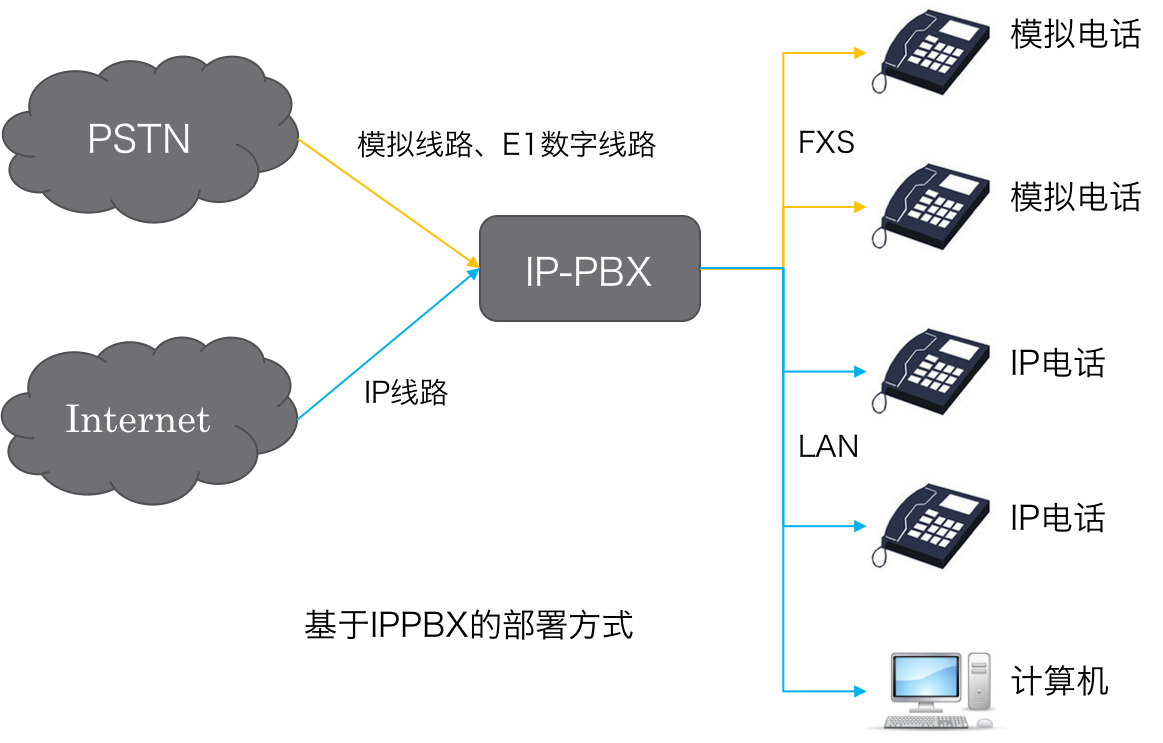 模拟电话
PSTN
模拟线路、E1数字线路
FXS
模拟电话
IP-PBX
IP电话
IP线路
Internet
LAN
IP电话
基于IPPBX的部署方式
计算机